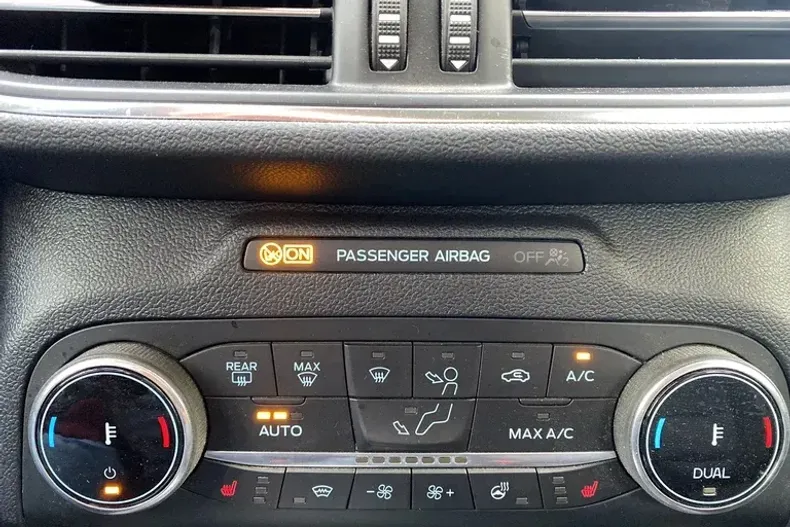 ON PASSENGER AIRBAG OFF
REAR MAX A/C
AUTO MAX A/C
DUAL
- +